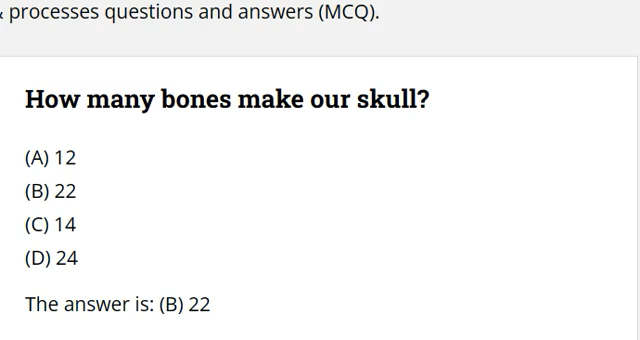 processes questions and answers (MCQ).
How many bones make our skull?
(A) 12
(B) 22
(C) 14
(D) 24
The answer is: (B) 22